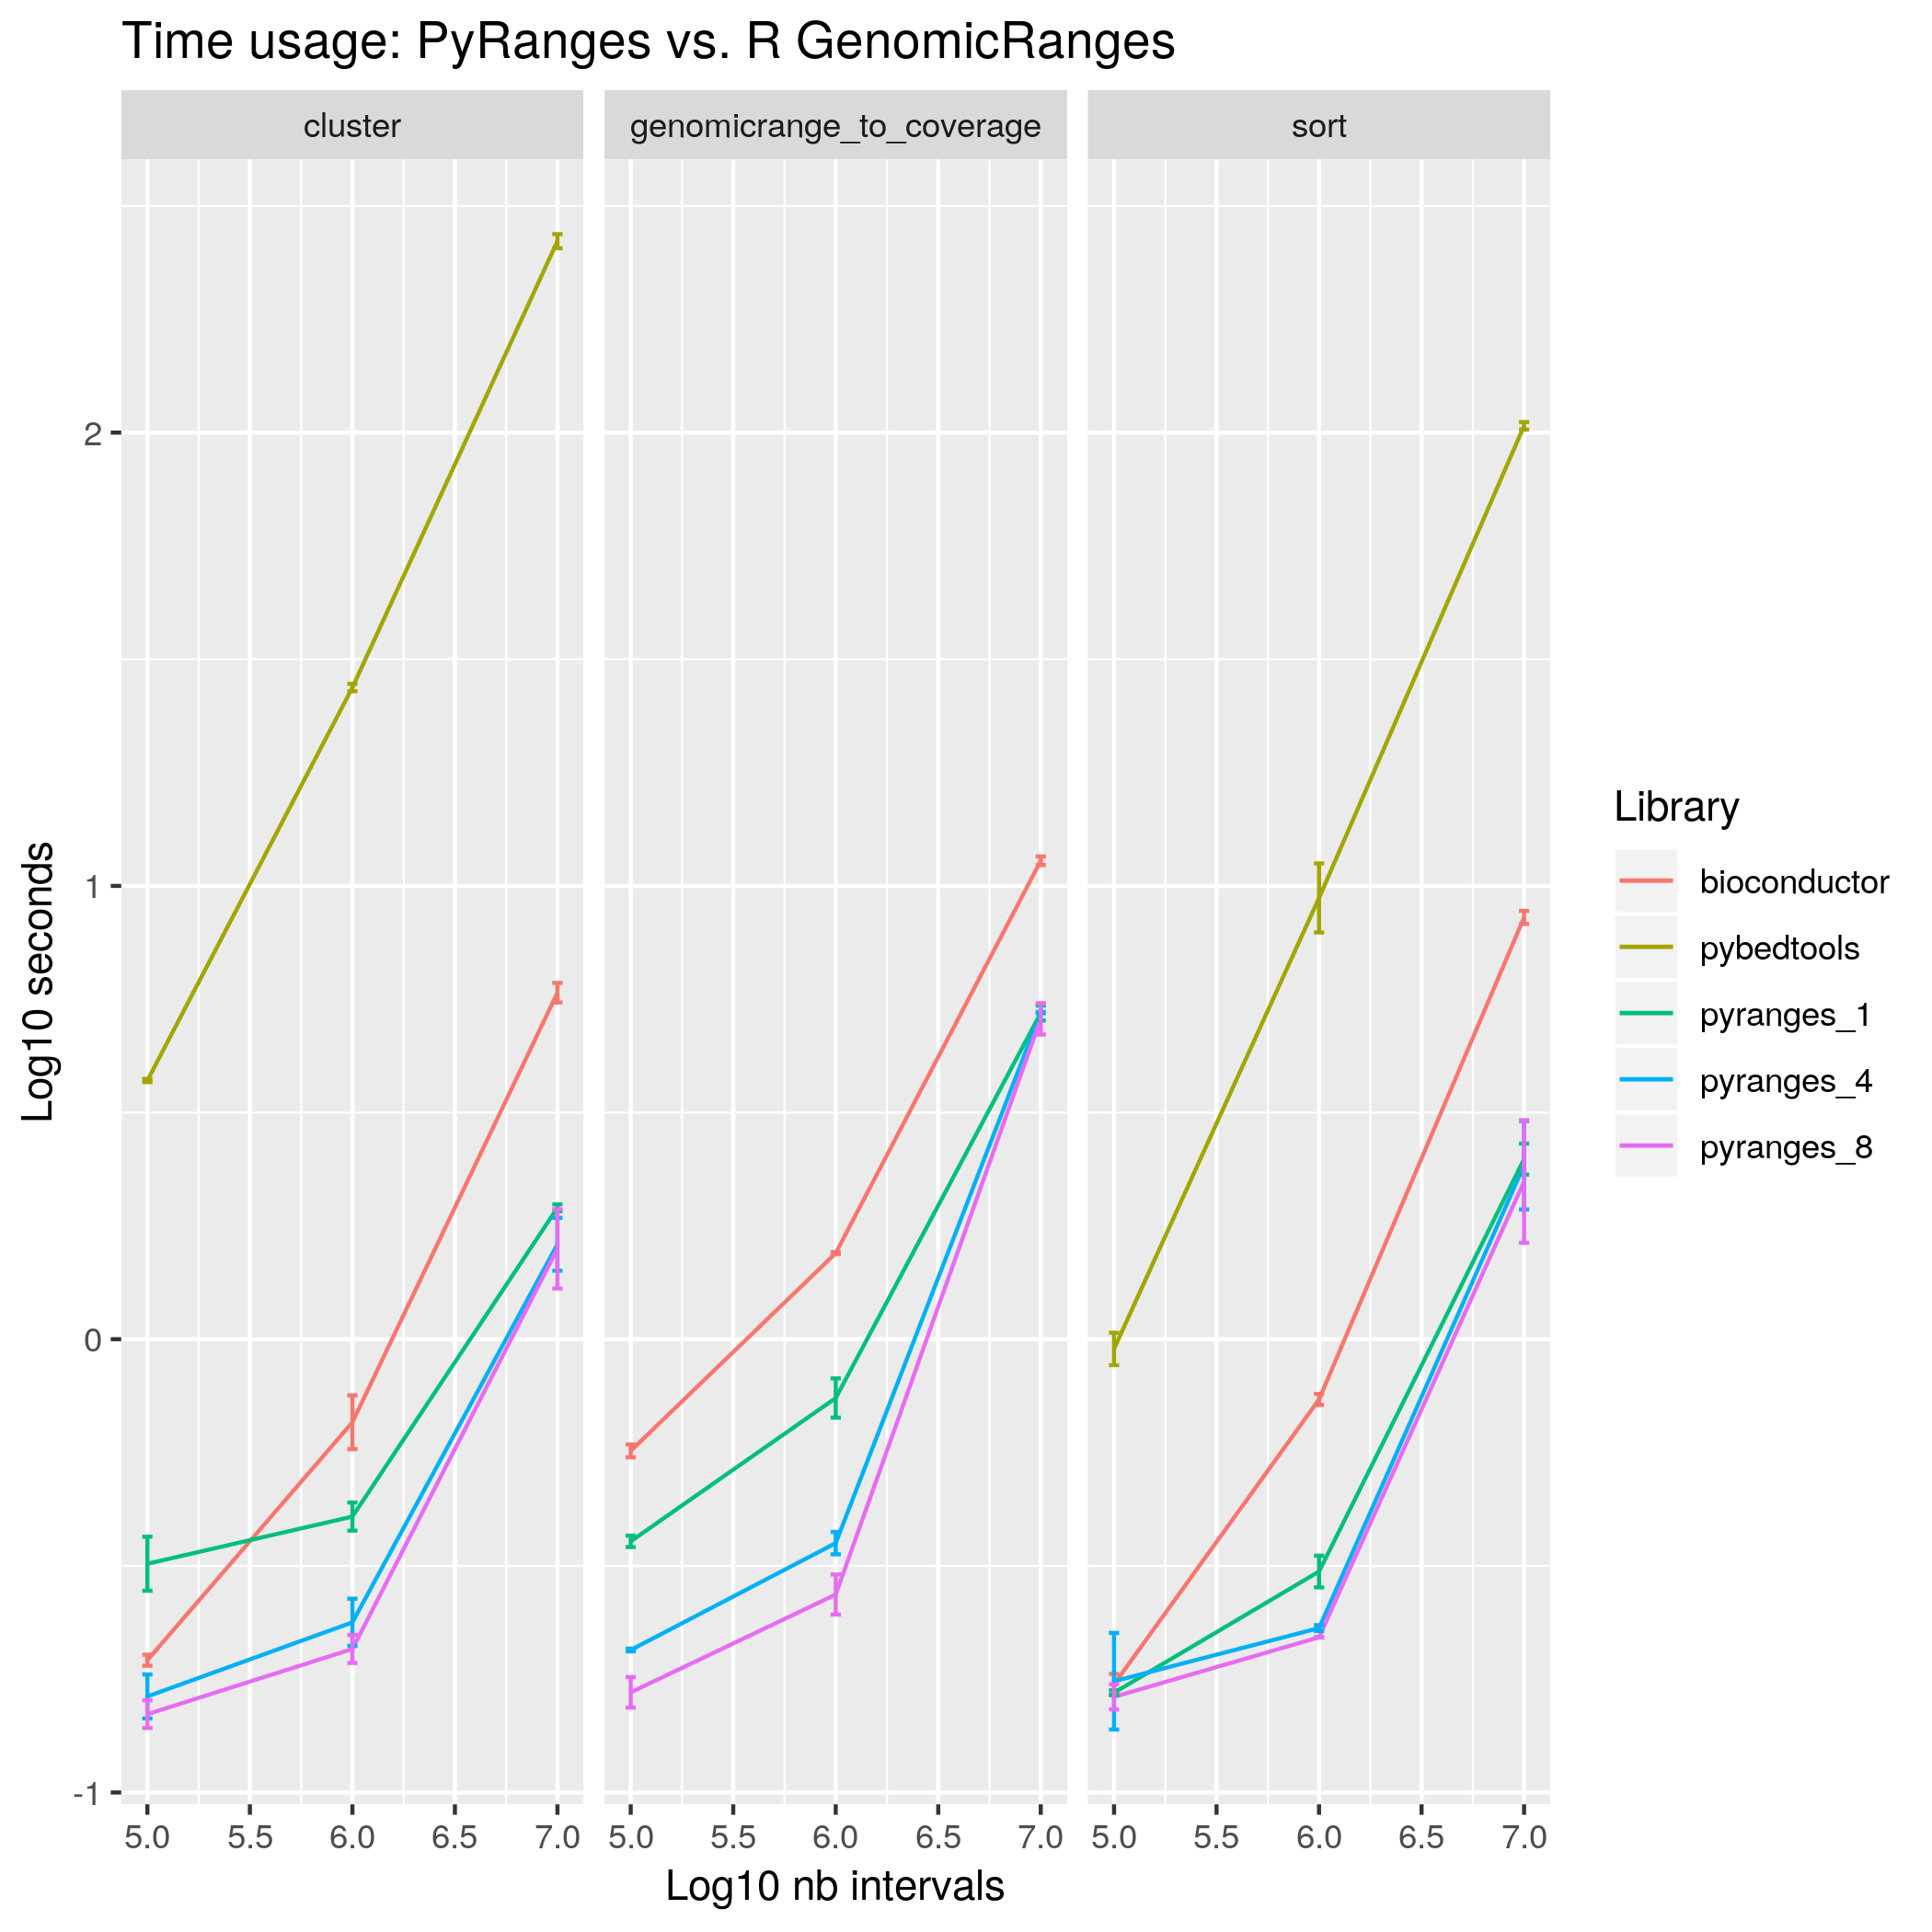 Time usage: PyRanges vs. R GenomicRanges
cluster
genomicrange_to_coverage
sort
2
1
0
-1
Log10 seconds
5.0 5.5 6.0 6.5 7.0
5.0 5.5 6.0 6.5 7.0
5.0 5.5 6.0 6.5 7.0
Log10 nb intervals
Library
bioconductor
pybedtools
pyranges_1
pyranges_4
pyranges_8